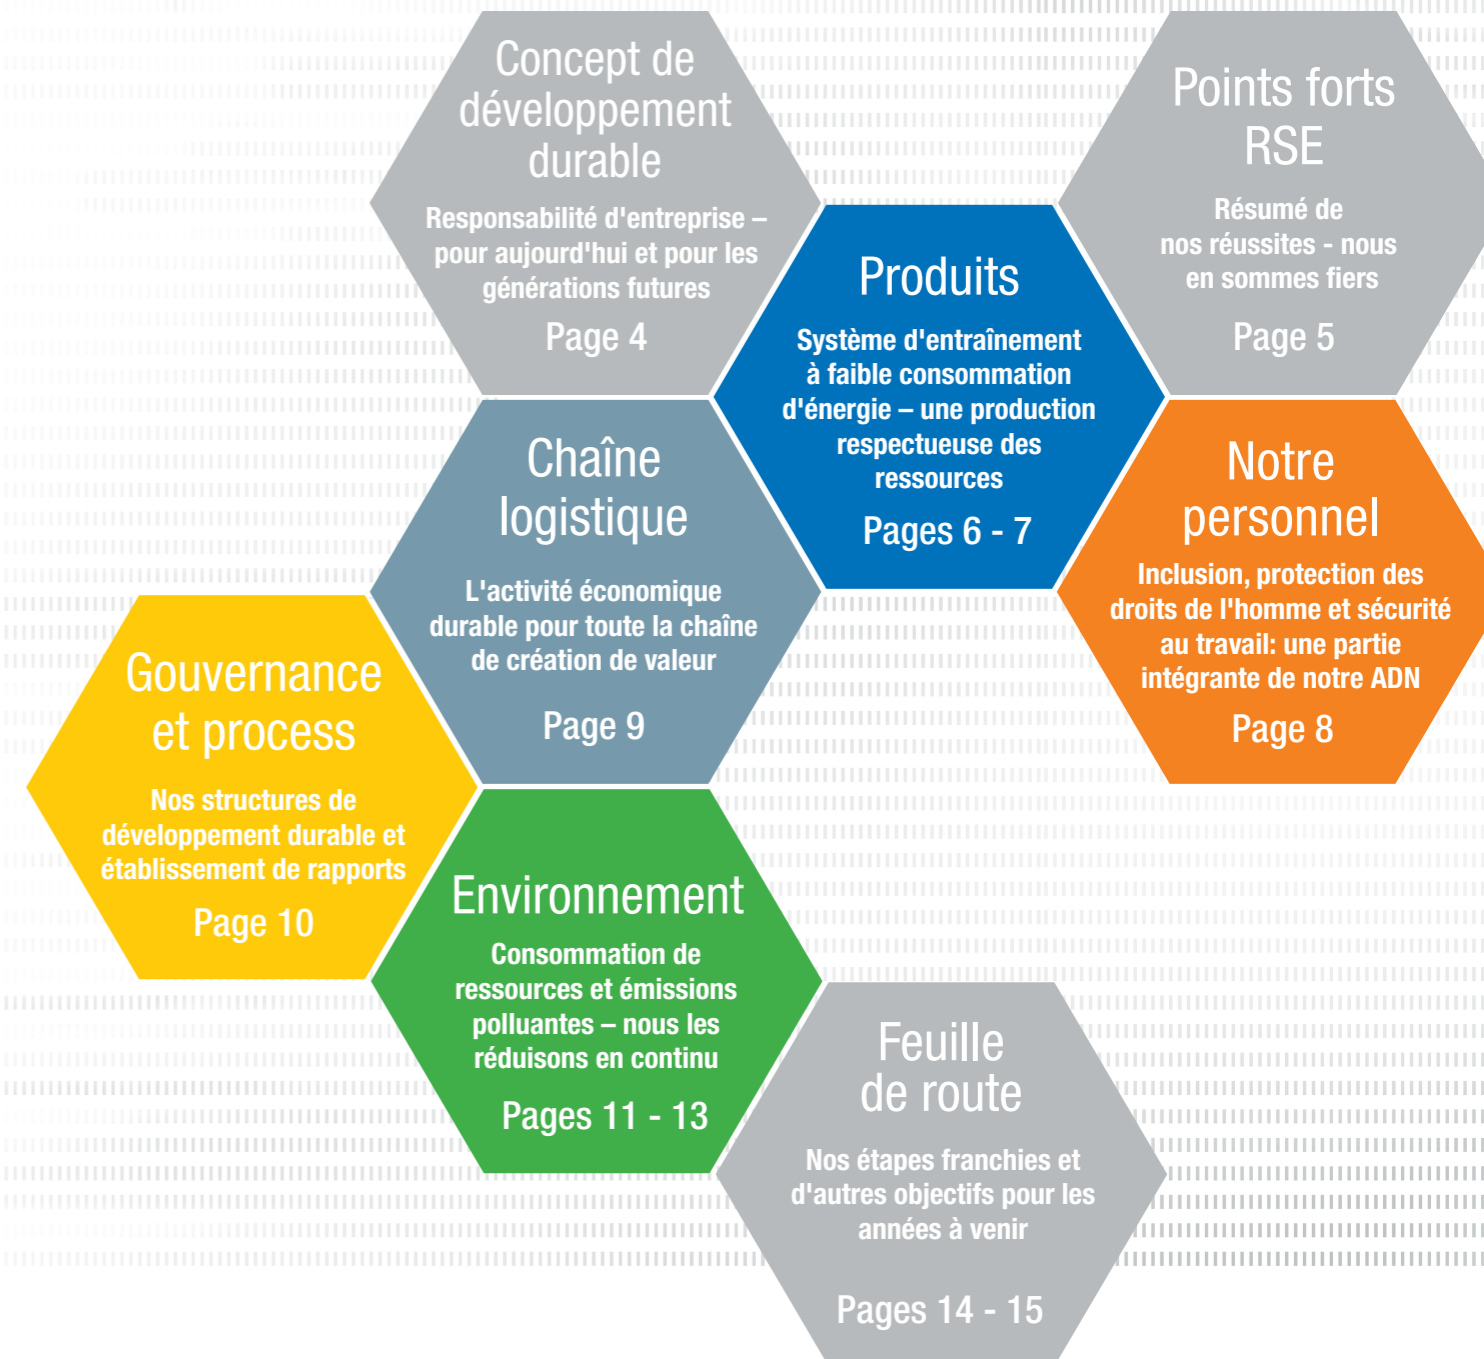 Concept de
développement
durable
Responsabilité d'entreprise –
pour aujourd'hui et pour les
générations futures
Page 4
Points forts
RSE
Résumé de
nos réussites - nous
en sommes fiers
Page 5
Produits
Système d'entraînement
à faible consommation
d'énergie – une production
respectueuse des
ressources
Pages 6 - 7
Notre
personnel
Inclusion, protection des
droits de l'homme et sécurité
au travail: une partie
intégrante de notre ADN
Page 8
Chaîne
logistique
L'activité économique
durable pour toute la chaîne
de création de valeur
Page 9
Gouvernance
et process
Nos structures de
développement durable et
établissement de rapports
Page 10
Environnement
Consommation de
ressources et émissions
polluantes – nous les
réduisons en continu
Pages 11 - 13
Feuille
de route
Nos étapes franchies et
d'autres objectifs pour les
années à venir
Pages 14 - 15